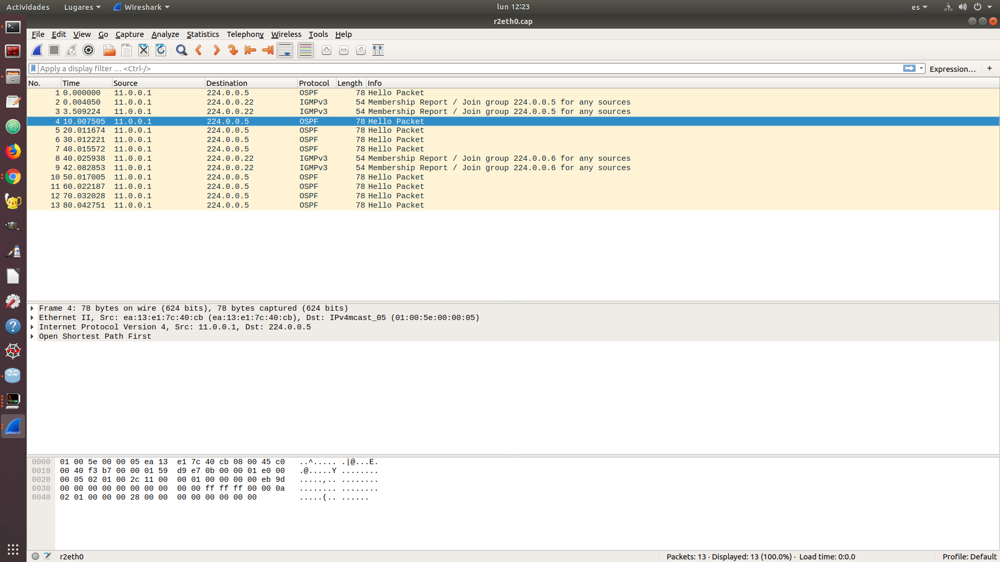 Actividades Lugares Wireshark lun 12:23 es
r2eth0.cap
File Edit View Go Capture Analyze Statistics Telephony Wireless Tools Help
Apply a display filter … <Ctrl-/> Expression… +
No. Time Source Destination Protocol Length Info
1 0.000000 11.0.0.1 224.0.0.5 OSPF 78 Hello Packet
2 0.004050 11.0.0.1 224.0.0.22 IGMPv3 54 Membership Report / Join group 224.0.0.5 for any sources
3 3.509224 11.0.0.1 224.0.0.22 IGMPv3 54 Membership Report / Join group 224.0.0.5 for any sources
4 10.007505 11.0.0.1 224.0.0.5 OSPF 78 Hello Packet
5 20.011674 11.0.0.1 224.0.0.5 OSPF 78 Hello Packet
6 30.012221 11.0.0.1 224.0.0.5 OSPF 78 Hello Packet
7 40.015572 11.0.0.1 224.0.0.5 OSPF 78 Hello Packet
8 40.025938 11.0.0.1 224.0.0.22 IGMPv3 54 Membership Report / Join group 224.0.0.6 for any sources
9 42.082853 11.0.0.1 224.0.0.22 IGMPv3 54 Membership Report / Join group 224.0.0.6 for any sources
10 50.017005 11.0.0.1 224.0.0.5 OSPF 78 Hello Packet
11 60.022187 11.0.0.1 224.0.0.5 OSPF 78 Hello Packet
12 70.032028 11.0.0.1 224.0.0.5 OSPF 78 Hello Packet
13 80.042751 11.0.0.1 224.0.0.5 OSPF 78 Hello Packet
Frame 4: 78 bytes on wire (624 bits), 78 bytes captured (624 bits)
Ethernet II, Src: ea:13:e1:7c:40:cb (ea:13:e1:7c:40:cb), Dst: IPv4mcast_05 (01:00:5e:00:00:05)
Internet Protocol Version 4, Src: 11.0.0.1, Dst: 224.0.0.5
Open Shortest Path First
0000 01 00 5e 00 00 05 ea 13 e1 7c 40 cb 08 00 45 c0 ..^..... .|@...E.
0010 00 40 f3 b7 00 00 01 59 d9 e7 0b 00 00 01 e0 00 .@.....Y ........
0020 00 05 02 01 00 2c 11 00 00 01 00 00 00 00 eb 9d .....,.. ........
0030 00 00 00 00 00 00 00 00 00 00 ff ff ff 00 00 0a ........ ........
0040 02 01 00 00 00 28 00 00 00 00 00 00 00 00 .....(.. ......
r2eth0 Packets: 13 · Displayed: 13 (100.0%) · Load time: 0:0.0 Profile: Default